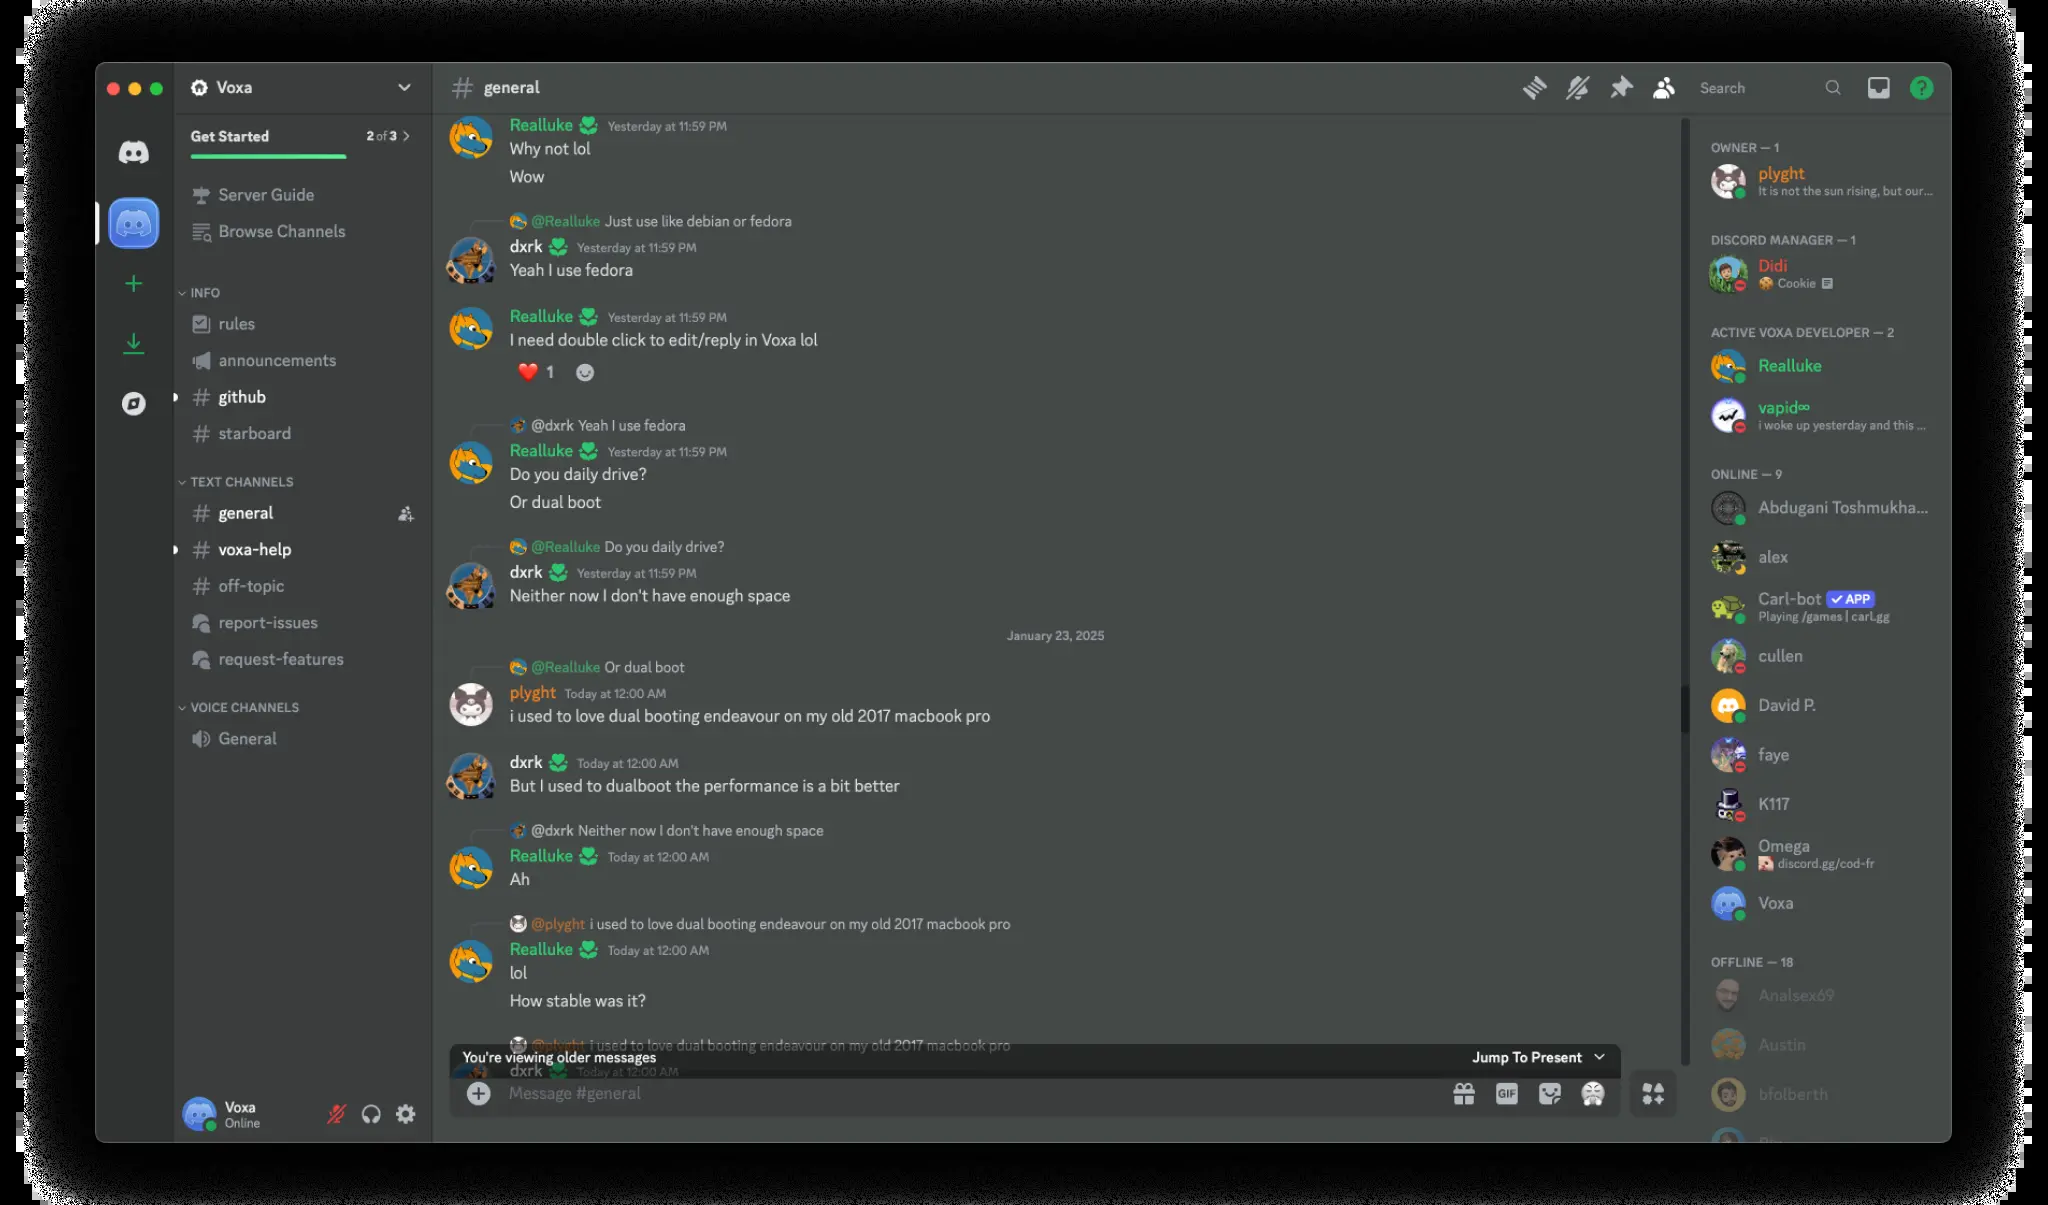 Voxa
Get Started
2 of 3
Server Guide
Browse Channels
INFO
rules
announcements
github
starboard
TEXT CHANNELS
general
voxa-help
off-topic
report-issues
request-features
VOICE CHANNELS
General
Voxa
Online
general
Search
Realluke Yesterday at 11:59 PM
Why not lol
Wow
@Realluke Just use like debian or fedora
dxrk Yesterday at 11:59 PM
Yeah I use fedora
Realluke Yesterday at 11:59 PM
I need double click to edit/reply in Voxa lol
1
@dxrk Yeah I use fedora
Realluke Yesterday at 11:59 PM
Do you daily drive?
Or dual boot
@Realluke Do you daily drive?
dxrk Yesterday at 11:59 PM
Neither now I don't have enough space
January 23, 2025
@Realluke Or dual boot
plyght Today at 12:00 AM
i used to love dual booting endeavour on my old 2017 macbook pro
dxrk Today at 12:00 AM
But I used to dualboot the performance is a bit better
@dxrk Neither now I don't have enough space
Realluke Today at 12:00 AM
Ah
@plyght i used to love dual booting endeavour on my old 2017 macbook pro
Realluke Today at 12:00 AM
lol
How stable was it?
@plyght i used to love dual booting endeavour on my old 2017 macbook pro
You're viewing older messages
Jump To Present
dxrk Today at 12:00 AM
Message #general
GIF
OWNER — 1
plyght
It is not the sun rising, but our...
DISCORD MANAGER — 1
Didi
Cookie
ACTIVE VOXA DEVELOPER — 2
Realluke
vapid∞
i woke up yesterday and this ...
ONLINE — 9
Abdugani Toshmukha...
alex
Carl-bot APP
Playing /games | carl.gg
cullen
David P.
faye
K117
Omega
discord.gg/cod-fr
Voxa
OFFLINE — 18
Analsex69
Austin
bfolberth